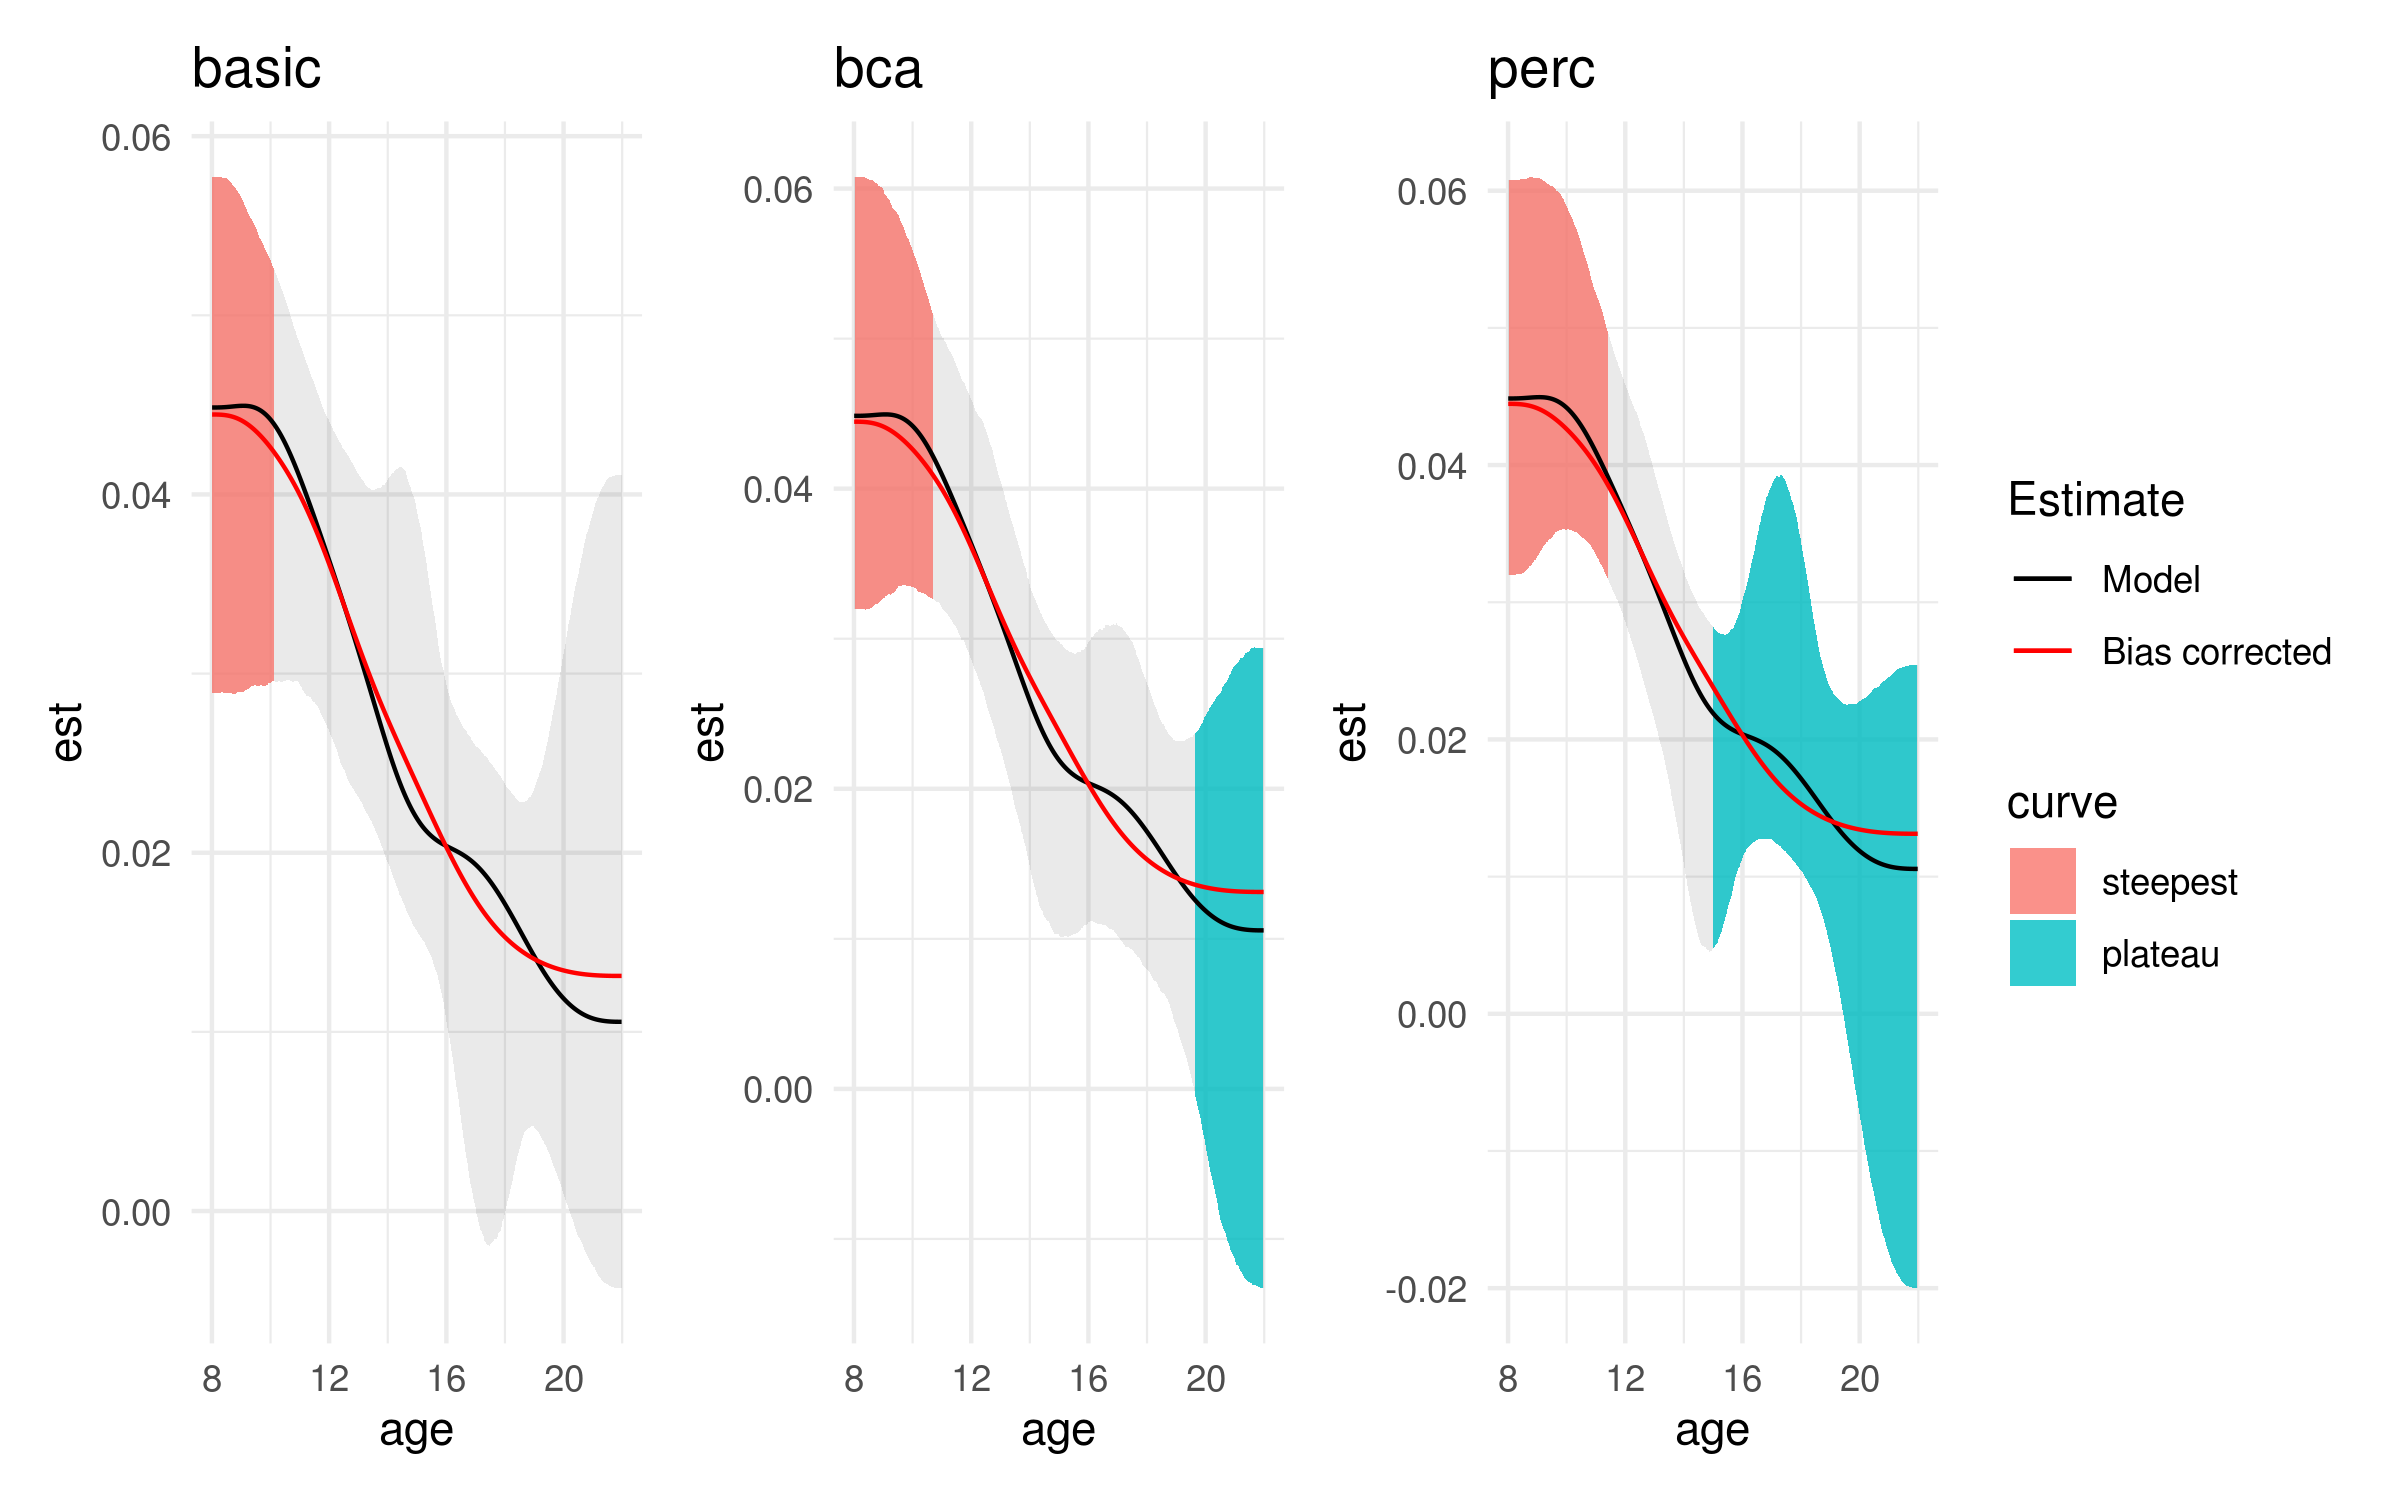 basic
0.06
0.04
0.02
0.00
est
8 12 16 20
age
bca
0.06
0.04
0.02
0.00
est
8 12 16 20
age
perc
0.06
0.04
0.02
0.00
-0.02
est
8 12 16 20
age
Estimate
Model
Bias corrected
curve
steepest
plateau